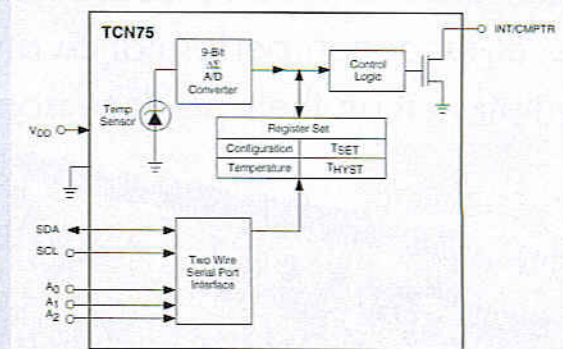 TCN75
INT/CMPTR
9-Bit
ΔΣ
A/D
Converter
Control
Logic
Temp
Sensor
VDD
Register Set
Configuration TSET
Temperature THYST
SDA
SCL
A0
A1
A2
Two Wire
Serial Port
Interface